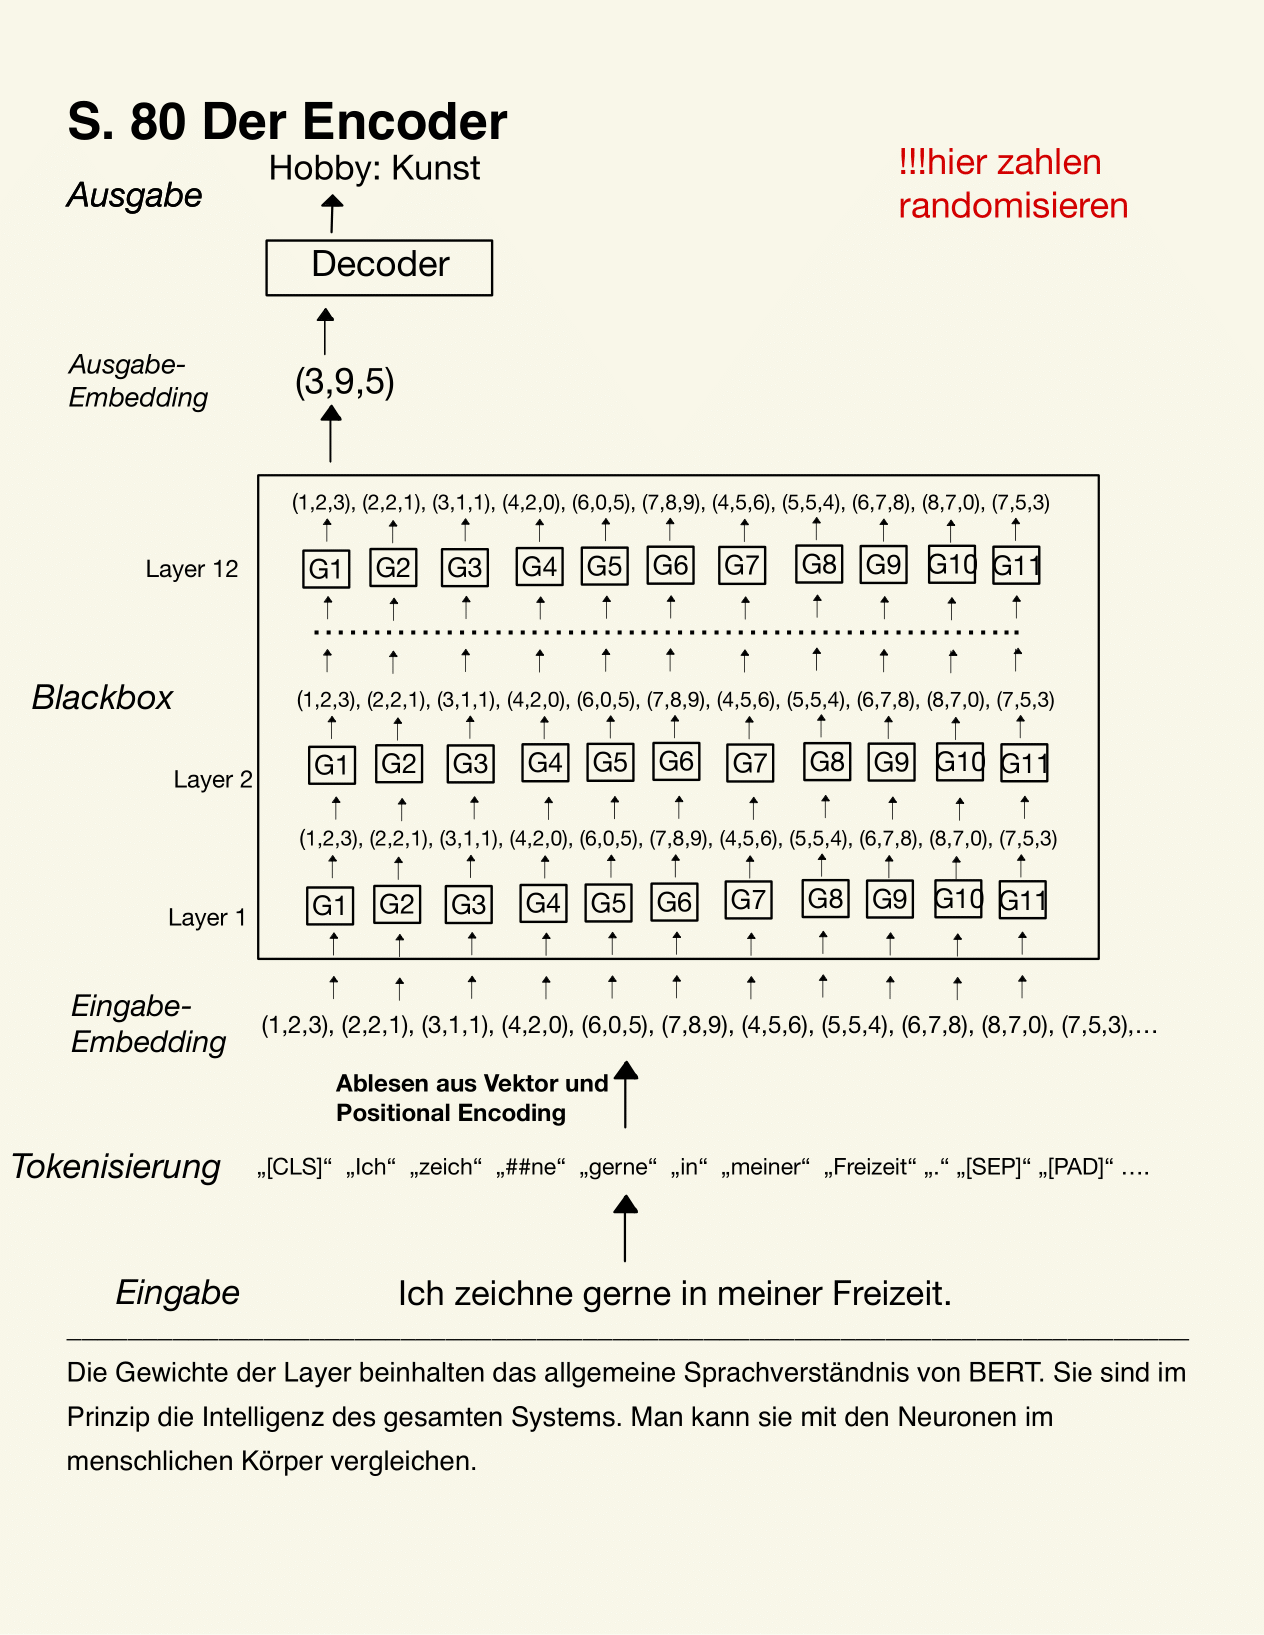 S. 80 Der Encoder
Hobby: Kunst
!!!hier zahlen
randomisieren
Ausgabe
Decoder
Ausgabe-
Embedding
(3,9,5)
(1,2,3), (2,2,1), (3,1,1), (4,2,0), (6,0,5), (7,8,9), (4,5,6), (5,5,4), (6,7,8), (8,7,0), (7,5,3)
Layer 12 G1 G2 G3 G4 G5 G6 G7 G8 G9 G10 G11
Blackbox (1,2,3), (2,2,1), (3,1,1), (4,2,0), (6,0,5), (7,8,9), (4,5,6), (5,5,4), (6,7,8), (8,7,0), (7,5,3)
Layer 2 G1 G2 G3 G4 G5 G6 G7 G8 G9 G10 G11
(1,2,3), (2,2,1), (3,1,1), (4,2,0), (6,0,5), (7,8,9), (4,5,6), (5,5,4), (6,7,8), (8,7,0), (7,5,3)
Layer 1 G1 G2 G3 G4 G5 G6 G7 G8 G9 G10 G11
Eingabe-
Embedding
(1,2,3), (2,2,1), (3,1,1), (4,2,0), (6,0,5), (7,8,9), (4,5,6), (5,5,4), (6,7,8), (8,7,0), (7,5,3),…
Ablesen aus Vektor und
Positional Encoding
Tokenisierung „[CLS]“ „Ich“ „zeich“ „##ne“ „gerne“ „in“ „meiner“ „Freizeit“ „.“ „[SEP]“ „[PAD]“ ….
Eingabe Ich zeichne gerne in meiner Freizeit.
Die Gewichte der Layer beinhalten das allgemeine Sprachverständnis von BERT. Sie sind im
Prinzip die Intelligenz des gesamten Systems. Man kann sie mit den Neuronen im
menschlichen Körper vergleichen.